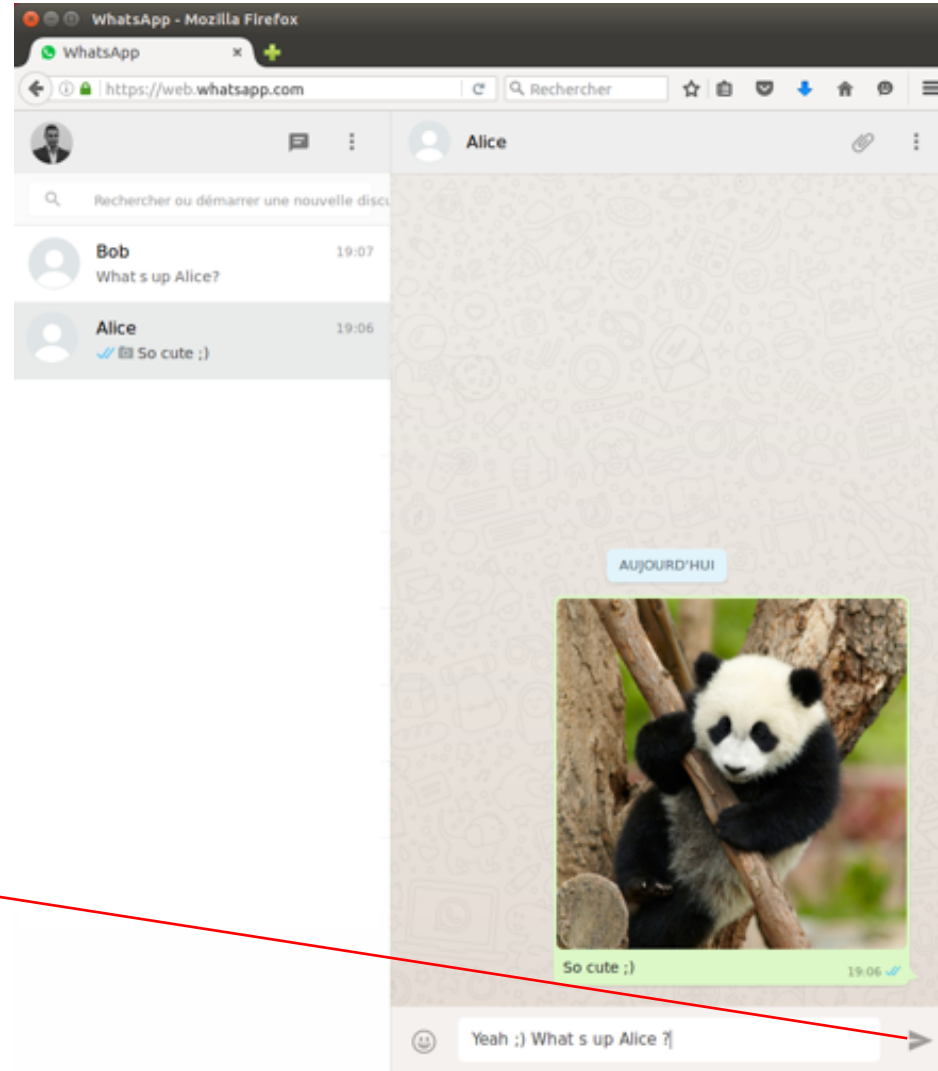 WhatsApp - Mozilla Firefox
WhatsApp
https://web.whatsapp.com
Rechercher
Alice
Rechercher ou démarrer une nouvelle discu
Bob
19:07
What s up Alice?
Alice
19:06
So cute ;)
AUJOURD'HUI
So cute ;)
19:06
Yeah ;) What s up Alice ?